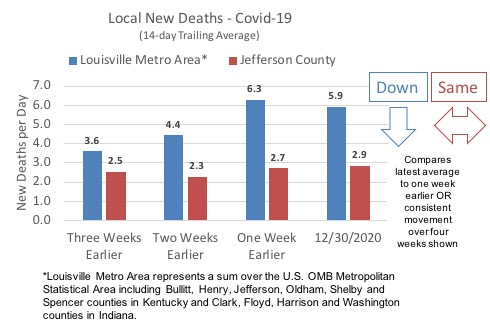 Local New Deaths - Covid-19
(14-day Trailing Average)
Louisville Metro Area* Jefferson County
New Deaths per Day
7.0
6.0
5.0
4.0
3.0
2.0
1.0
0.0
3.6
2.5
4.4
2.3
6.3
2.7
5.9
2.9
Three Weeks
Earlier
Two Weeks
Earlier
One Week
Earlier
12/30/2020
Down
Same
Compares
latest average
to one week
earlier OR
consistent
movement
over four
weeks shown
*Louisville Metro Area represents a sum over the U.S. OMB Metropolitan
Statistical Area including Bullitt, Henry, Jefferson, Oldham, Shelby and
Spencer counties in Kentucky and Clark, Floyd, Harrison and Washington
counties in Indiana.